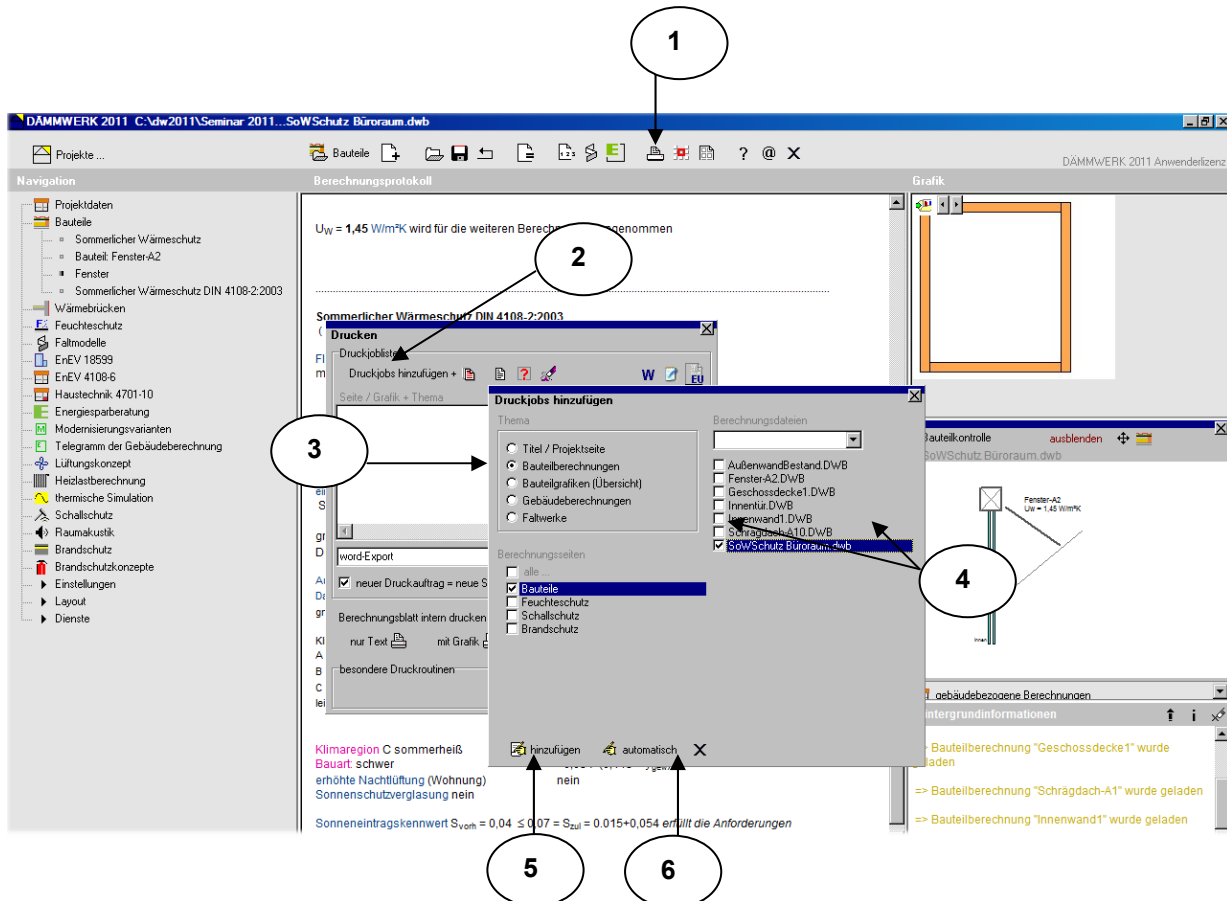 1
DÄMMWERK 2011 C:\dw2011\Seminar 2011...SoWSchutz Büroraum.dwb
Projekte ...
Bauteile
? @ X
DÄMMWERK 2011 Anwenderlizenz
Navigation
Berechnungsprotokoll
Grafik
Projektdaten
Bauteile
Sommerlicher Wärmeschutz
Bauteil: Fenster-A2
Fenster
Sommerlicher Wärmeschutz DIN 4108-2:2003
Wärmebrücken
Feuchteschutz
Faltmodelle
EnEV 18599
EnEV 4108-6
Haustechnik 4701-10
Energiesparberatung
Modernisierungsvarianten
Telegramm der Gebäudeberechnung
Lüftungskonzept
Heizlastberechnung
thermische Simulation
Schallschutz
Raumakustik
Brandschutz
Brandschutzkonzepte
Einstellungen
Layout
Dienste
UW = 1,45 W/m²K wird für die weiteren
2
Sommerlicher Wärmeschutz DIN 4108-2:2003
Drucken
Druckjobliste
Druckjobs hinzufügen +
W
EU
Seite / Grafik + Thema
3
word-Export
neuer Druckauftrag = neue S
Berechnungsblatt intern drucken
nur Text
mit Grafik
besondere Druckroutinen
Druckjobs hinzufügen
Thema
Titel / Projektseite
Bauteilberechnungen
Bauteilgrafiken (Übersicht)
Gebäudeberechnungen
Faltwerke
Berechnungsseiten
alle ...
Bauteile
Feuchteschutz
Schallschutz
Brandschutz
Berechnungsdateien
AußenwandBestand.DWB
Fenster-A2.DWB
Geschossdecke1.DWB
Innentür.DWB
Innenwand1.DWB
Schrägdach-A10.DWB
SoWSchutz Büroraum.dwb
4
hinzufügen
automatisch
X
Bauteilkontrolle
ausblenden
SoWSchutz Büroraum.dwb
Fenster-A2
Uw = 1,45 W/m²K
innen
gebäudebezogene Berechnungen
intergrundinformationen
=> Bauteilberechnung "Geschossdecke1" wurde
laden
=> Bauteilberechnung "Schrägdach-A1" wurde geladen
=> Bauteilberechnung "Innenwand1" wurde geladen
Klimaregion C sommerheiß
Bauart: schwer
erhöhte Nachtlüftung (Wohnung) nein
Sonnenschutzverglasung nein
Sonneneintragskennwert Svorh = 0,04 ≤ 0,07 = Szul = 0.015+0,054 erfüllt die Anforderungen
5
6